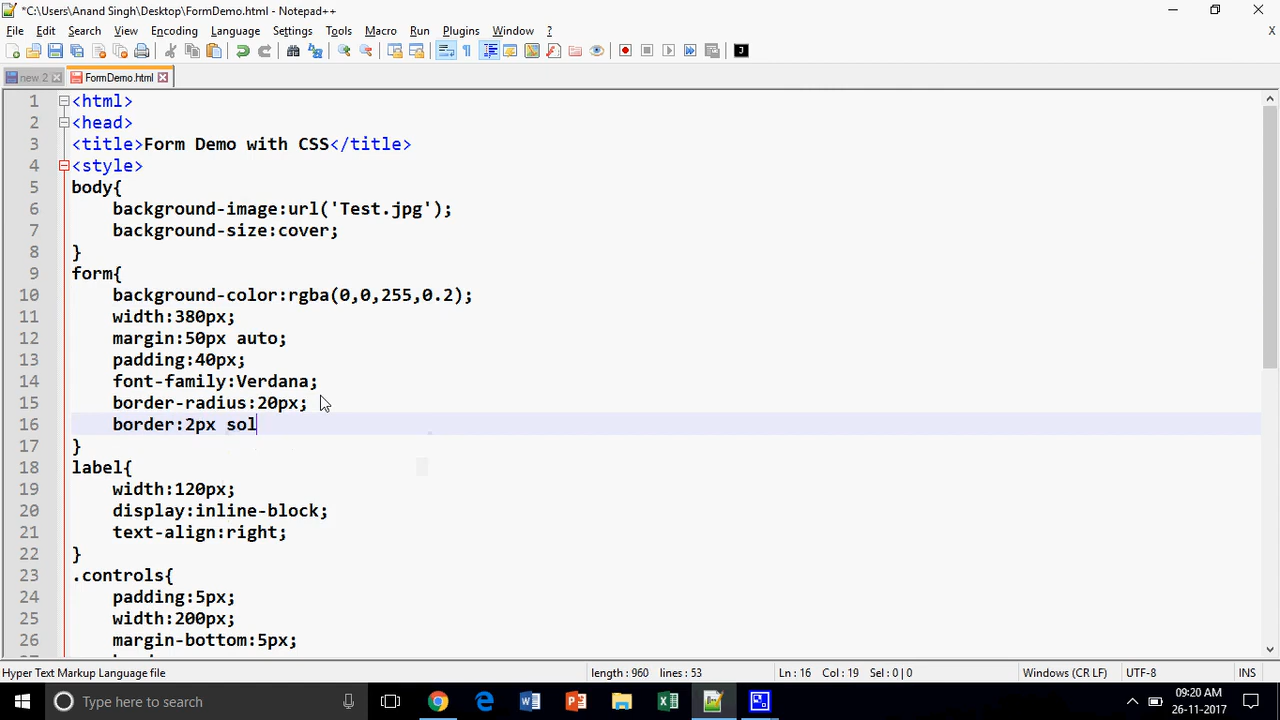 *C:\Users\Anand Singh\Desktop\FormDemo.html - Notepad++
File Edit Search View Encoding Language Settings Tools Macro Run Plugins Window ? X
new 2 FormDemo.html
1 <html>
2 <head>
3 <title>Form Demo with CSS</title>
4 <style>
5 body{
6 background-image:url('Test.jpg');
7 background-size:cover;
8 }
9 form{
10 background-color:rgba(0,0,255,0.2);
11 width:380px;
12 margin:50px auto;
13 padding:40px;
14 font-family:Verdana;
15 border-radius:20px;
16 border:2px sol
17 }
18 label{
19 width:120px;
20 display:inline-block;
21 text-align:right;
22 }
23 .controls{
24 padding:5px;
25 width:200px;
26 margin-bottom:5px;
Hyper Text Markup Language file length : 960 lines : 53 Ln : 16 Col : 19 Sel : 0 | 0 Windows (CR LF) UTF-8 INS
Type here to search
09:20 AM
26-11-2017